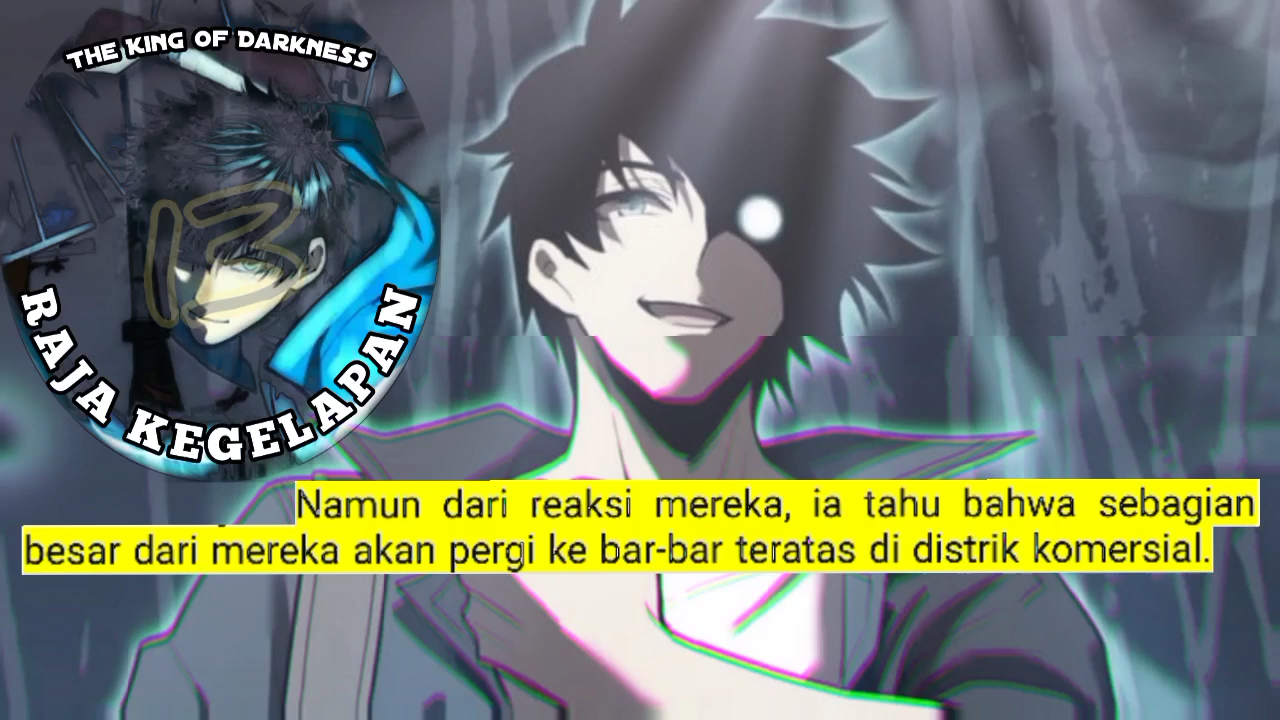 THE KING OF DARKNESS
RAJA KEGELAPAN
Namun dari reaksi mereka, ia tahu bahwa sebagian
besar dari mereka akan pergi ke bar-bar teratas di distrik komersial.